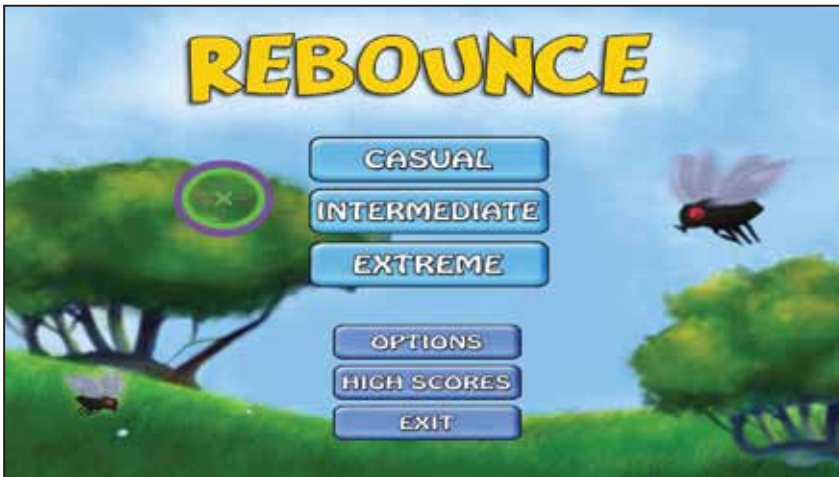 REBOUNCE
CASUAL
INTERMEDIATE
EXTREME
OPTIONS
HIGH SCORES
EXIT